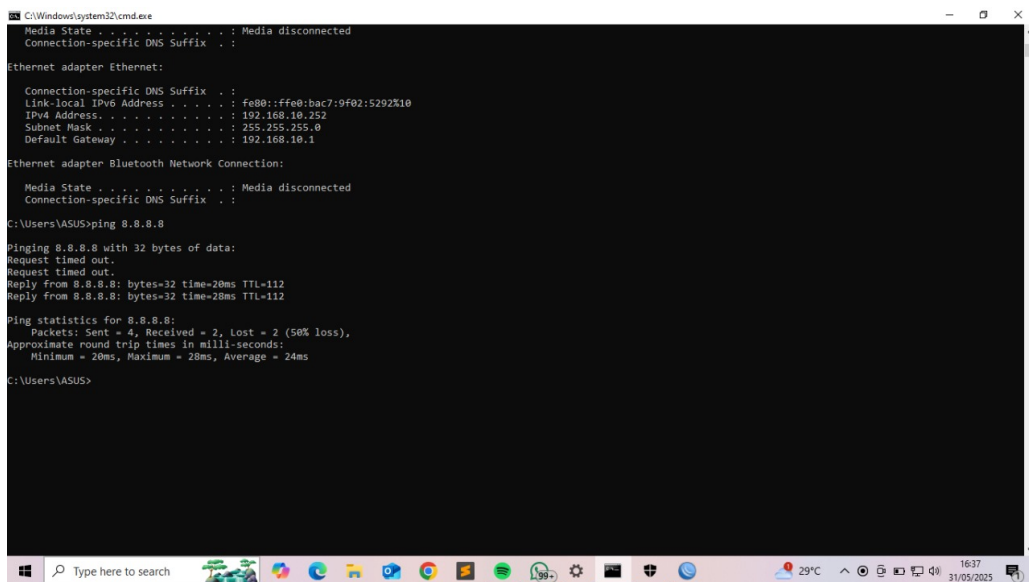 C:\Windows\system32\cmd.exe
Media State . . . . . . . . . . . : Media disconnected
Connection-specific DNS Suffix  . :
Ethernet adapter Ethernet:
Connection-specific DNS Suffix  . :
Link-local IPv6 Address . . . . . : fe80::ffe0:bac7:9f02:5292%10
IPv4 Address. . . . . . . . . . . : 192.168.10.252
Subnet Mask . . . . . . . . . . . : 255.255.255.0
Default Gateway . . . . . . . . . : 192.168.10.1
Ethernet adapter Bluetooth Network Connection:
Media State . . . . . . . . . . . : Media disconnected
Connection-specific DNS Suffix  . :
C:\Users\ASUS>ping 8.8.8.8
Pinging 8.8.8.8 with 32 bytes of data:
Request timed out.
Request timed out.
Reply from 8.8.8.8: bytes=32 time=20ms TTL=112
Reply from 8.8.8.8: bytes=32 time=28ms TTL=112
Ping statistics for 8.8.8.8:
Packets: Sent = 4, Received = 2, Lost = 2 (50% loss),
Approximate round trip times in milli-seconds:
Minimum = 20ms, Maximum = 28ms, Average = 24ms
C:\Users\ASUS>
Type here to search
99+
29°C
16:37
31/05/2025